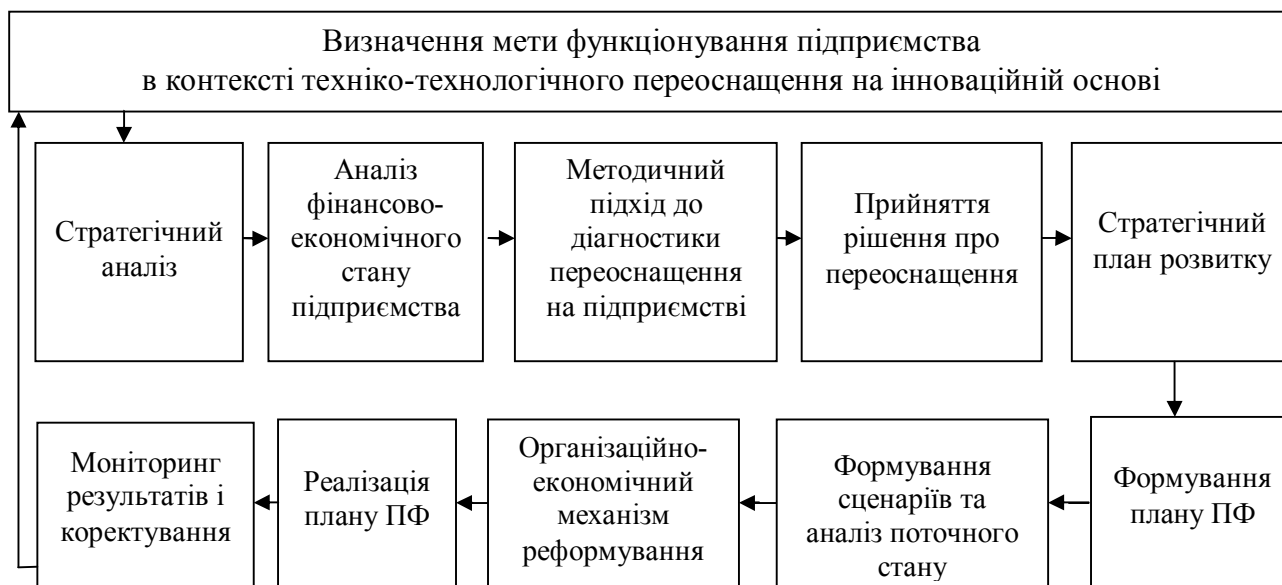 Визначення мети функціонування підприємства
в контексті техніко-технологічного переоснащення на інноваційній основі
Стратегічний
аналіз
Аналіз
фінансово-
економічного
стану
підприємства
Методичний
підхід до
діагностики
переоснащення
на підприємстві
Прийняття
рішення про
переоснащення
Стратегічний
план розвитку
Формування
плану ПФ
Формування
сценаріїв та
аналіз поточного
стану
Організаційно-
економічний
механізм
реформування
Реалізація
плану ПФ
Моніторинг
результатів і
коректування